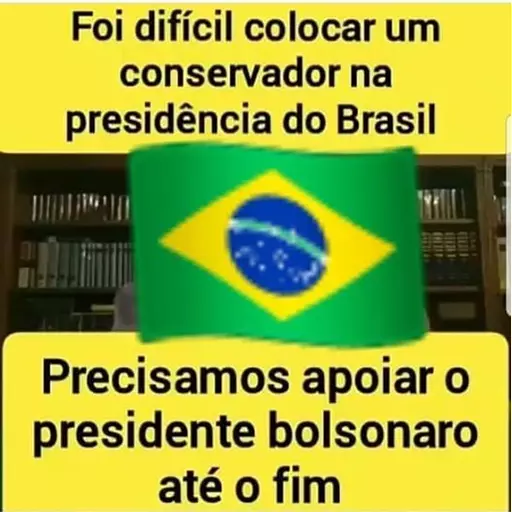 Foi difícil colocar um
conservador na
presidência do Brasil
Precisamos apoiar o
presidente bolsonaro
até o fim